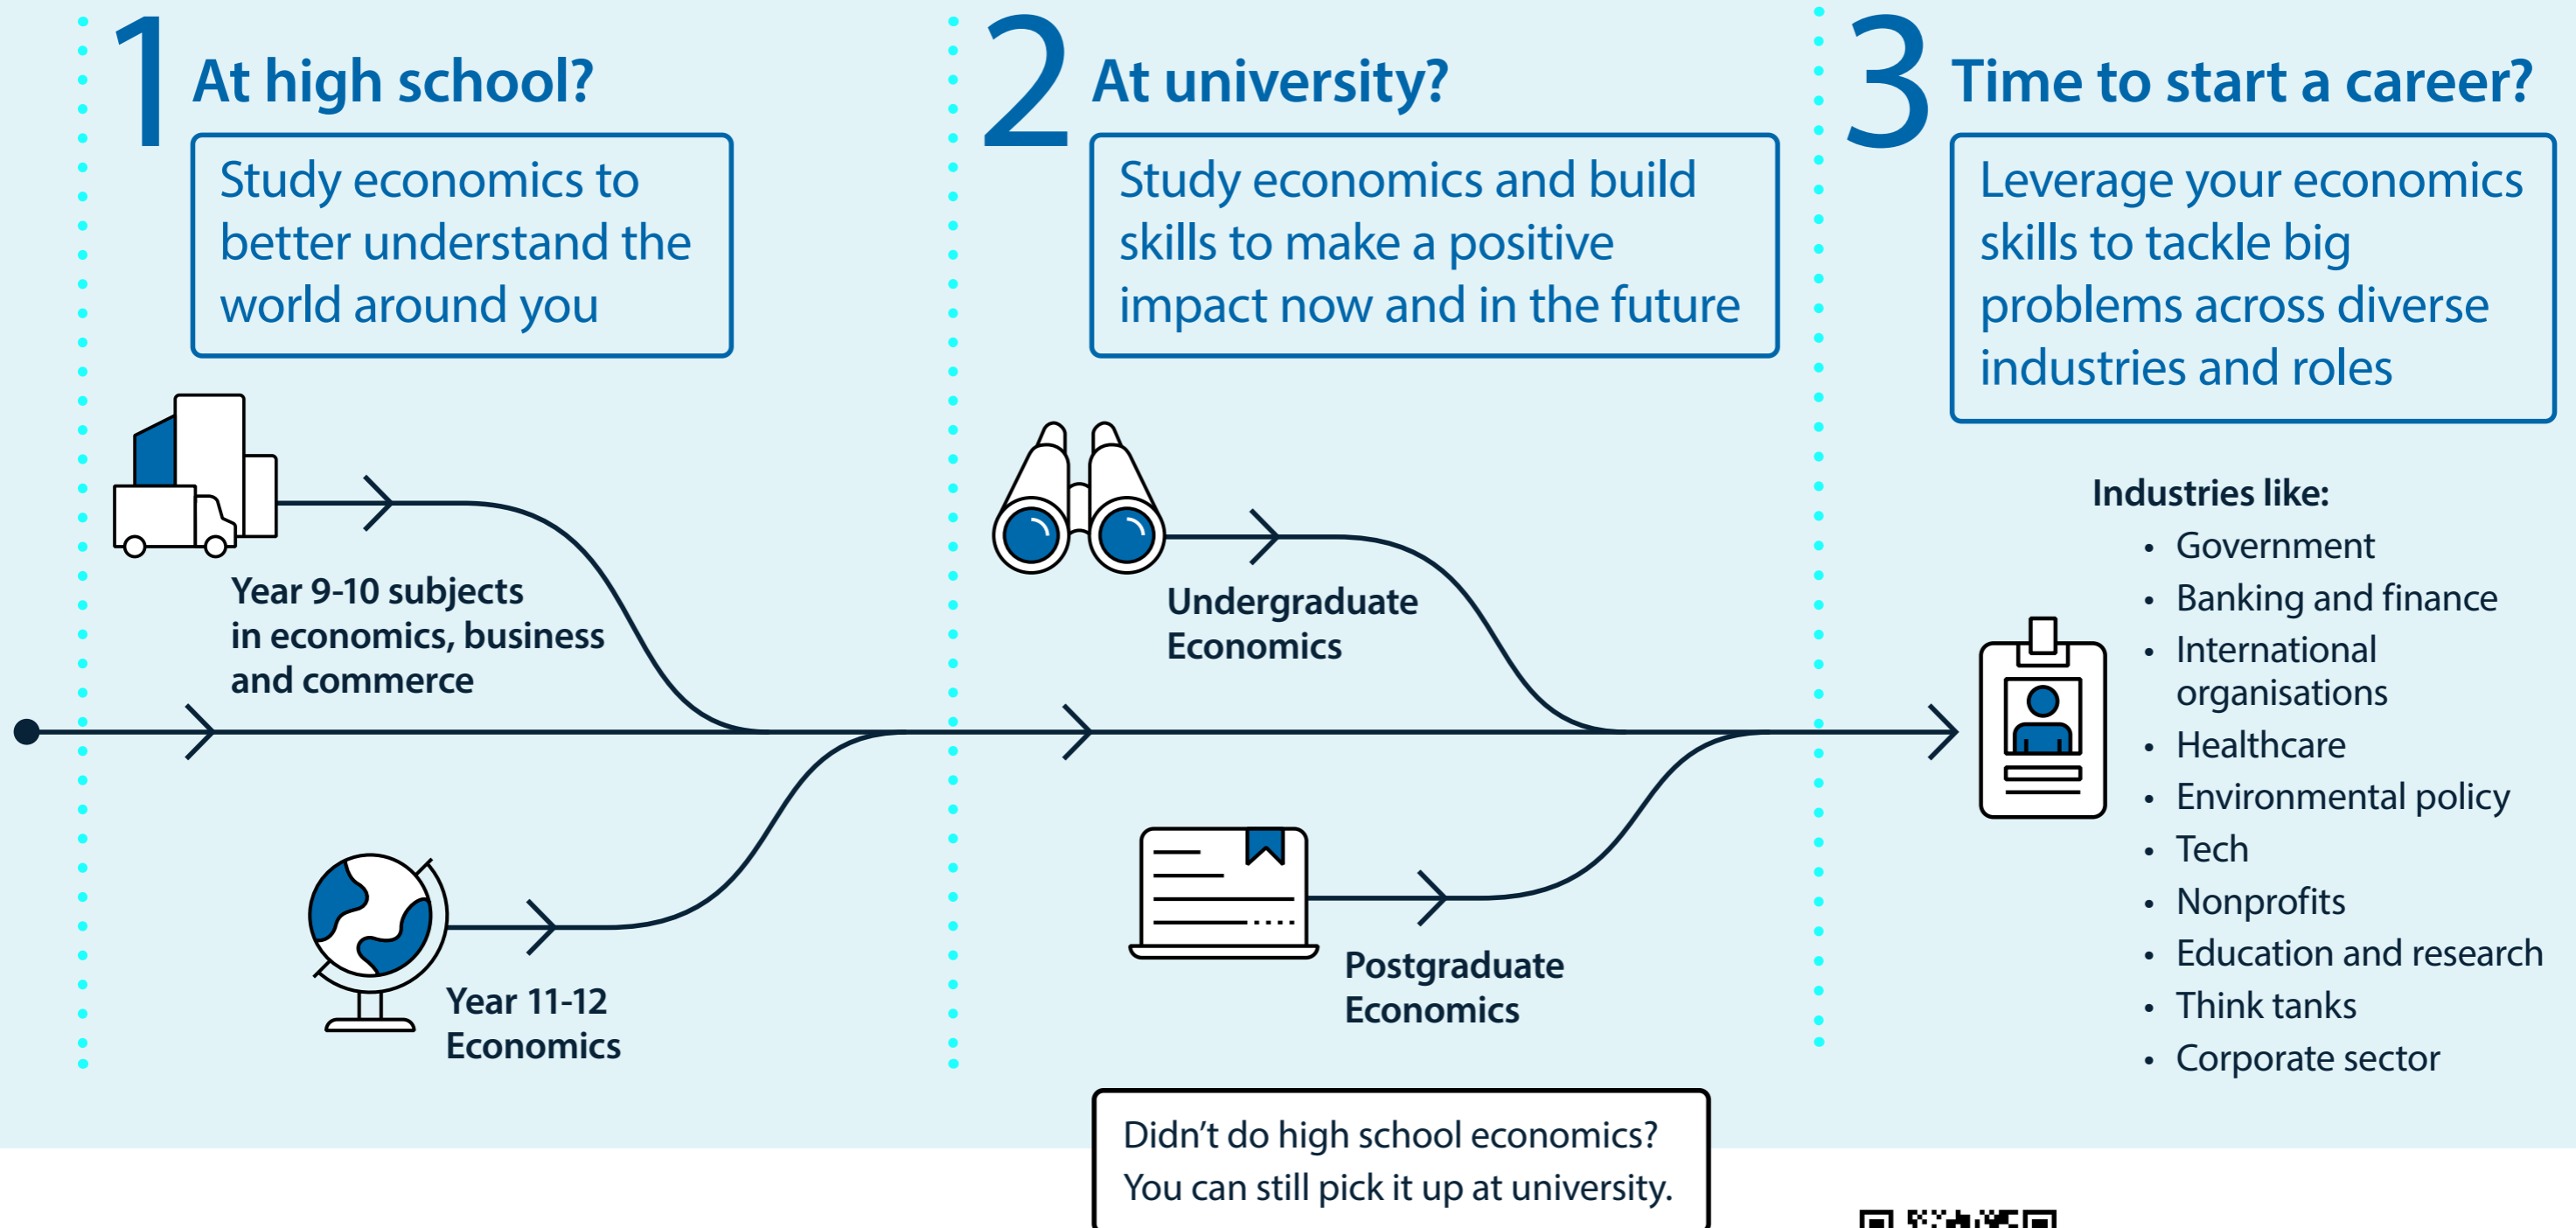 1
At high school?
Study economics to
better understand the
world around you
Year 9-10 subjects
in economics, business
and commerce
Year 11-12
Economics
2
At university?
Study economics and build
skills to make a positive
impact now and in the future
Undergraduate
Economics
Postgraduate
Economics
Didn't do high school economics?
You can still pick it up at university.
3
Time to start a career?
Leverage your economics
skills to tackle big
problems across diverse
industries and roles
Industries like:
• Government
• Banking and finance
• International
organisations
• Healthcare
• Environmental policy
• Tech
• Nonprofits
• Education and research
• Think tanks
• Corporate sector